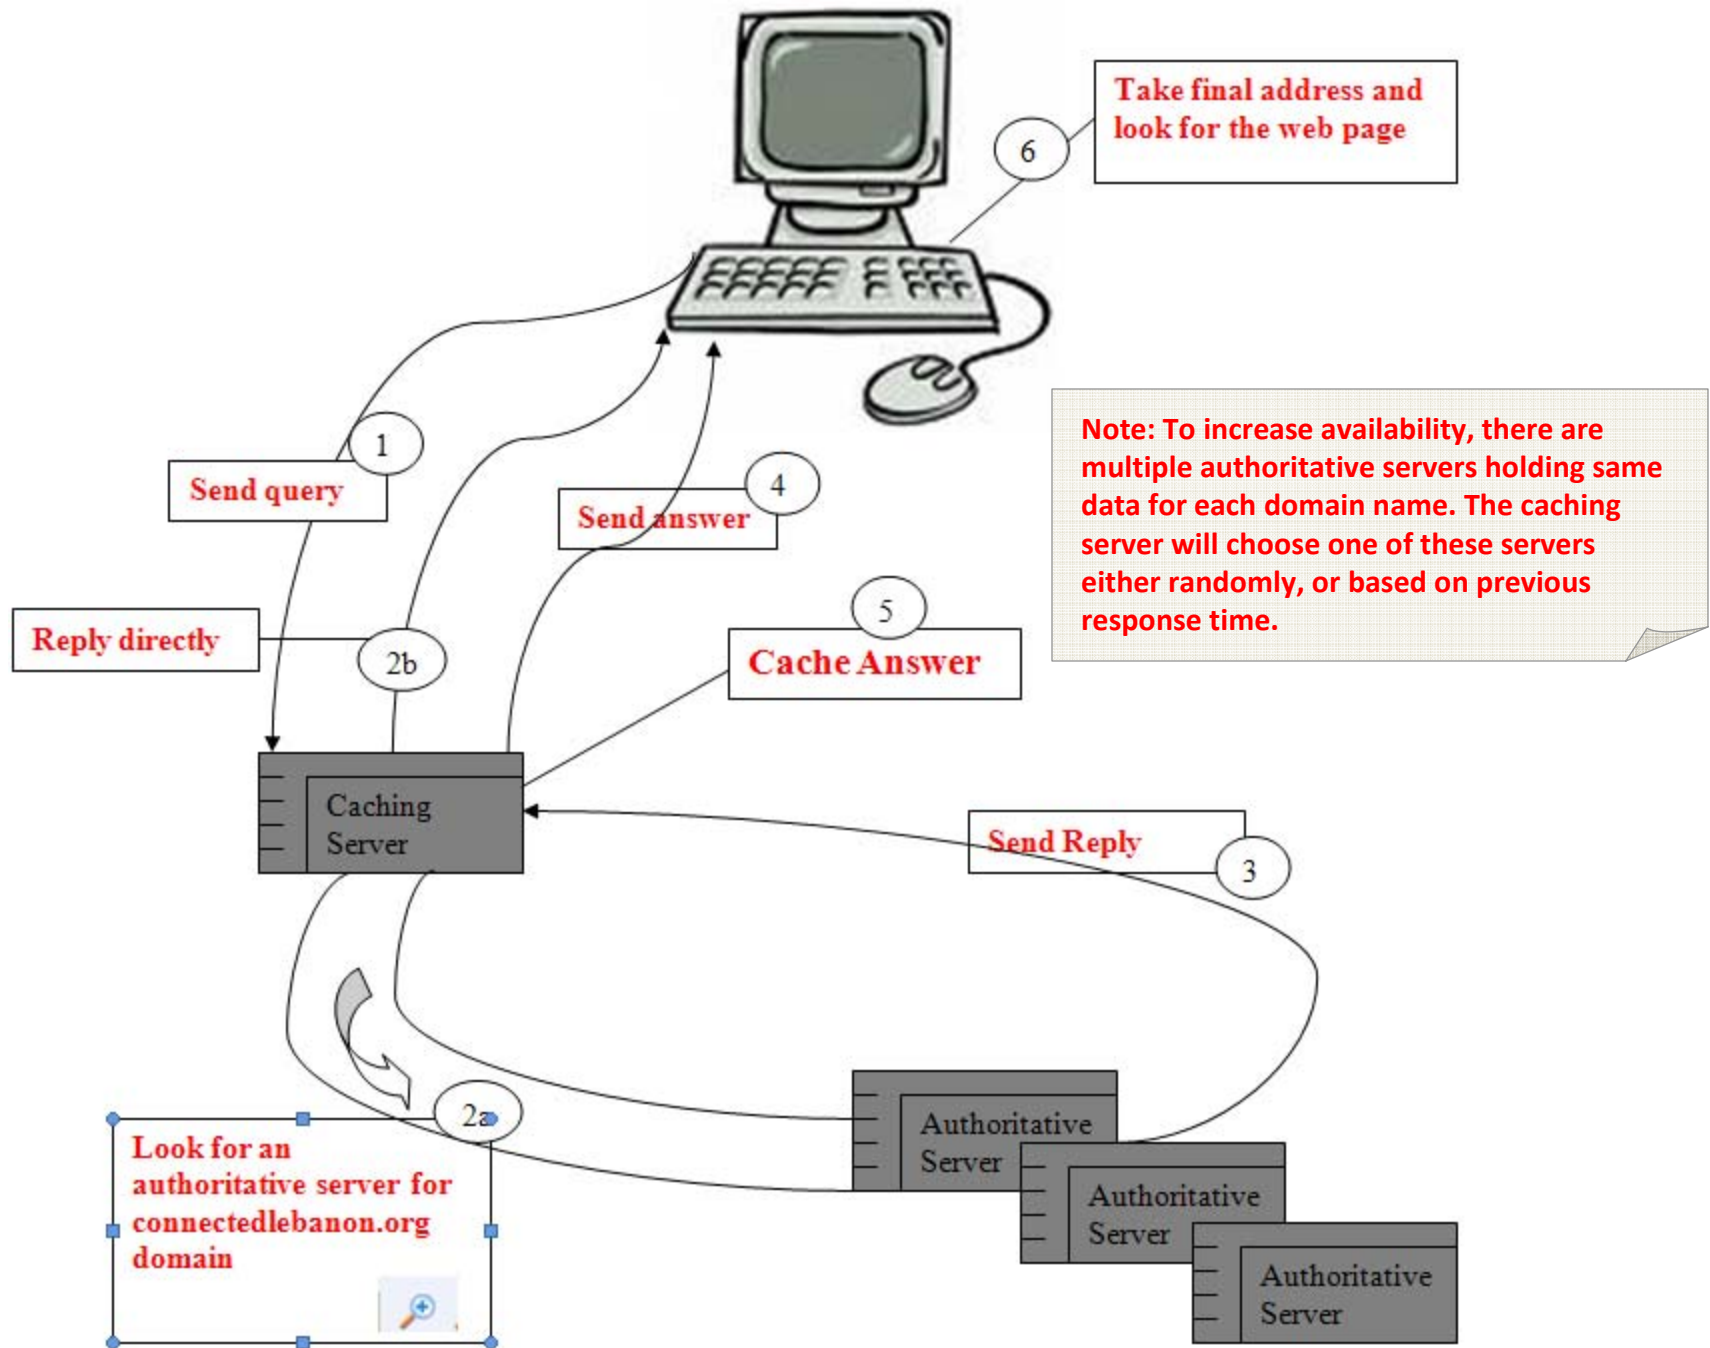 Take final address and
look for the web page
6
1
Send query
4
Send answer
Note: To increase availability, there are
multiple authoritative servers holding same
data for each domain name. The caching
server will choose one of these servers
either randomly, or based on previous
response time.
5
Cache Answer
Reply directly
2b
Caching
Server
Send Reply
3
2a
Look for an
authoritative server for
connectedlebanon.org
domain
Authoritative
Server
Authoritative
Server
Authoritative
Server